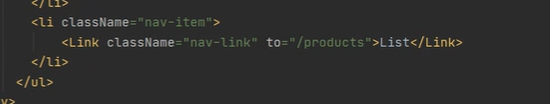 </li>
<li className="nav-item">
<Link className="nav-link" to="/products">List</Link>
</li>
</ul>
v>